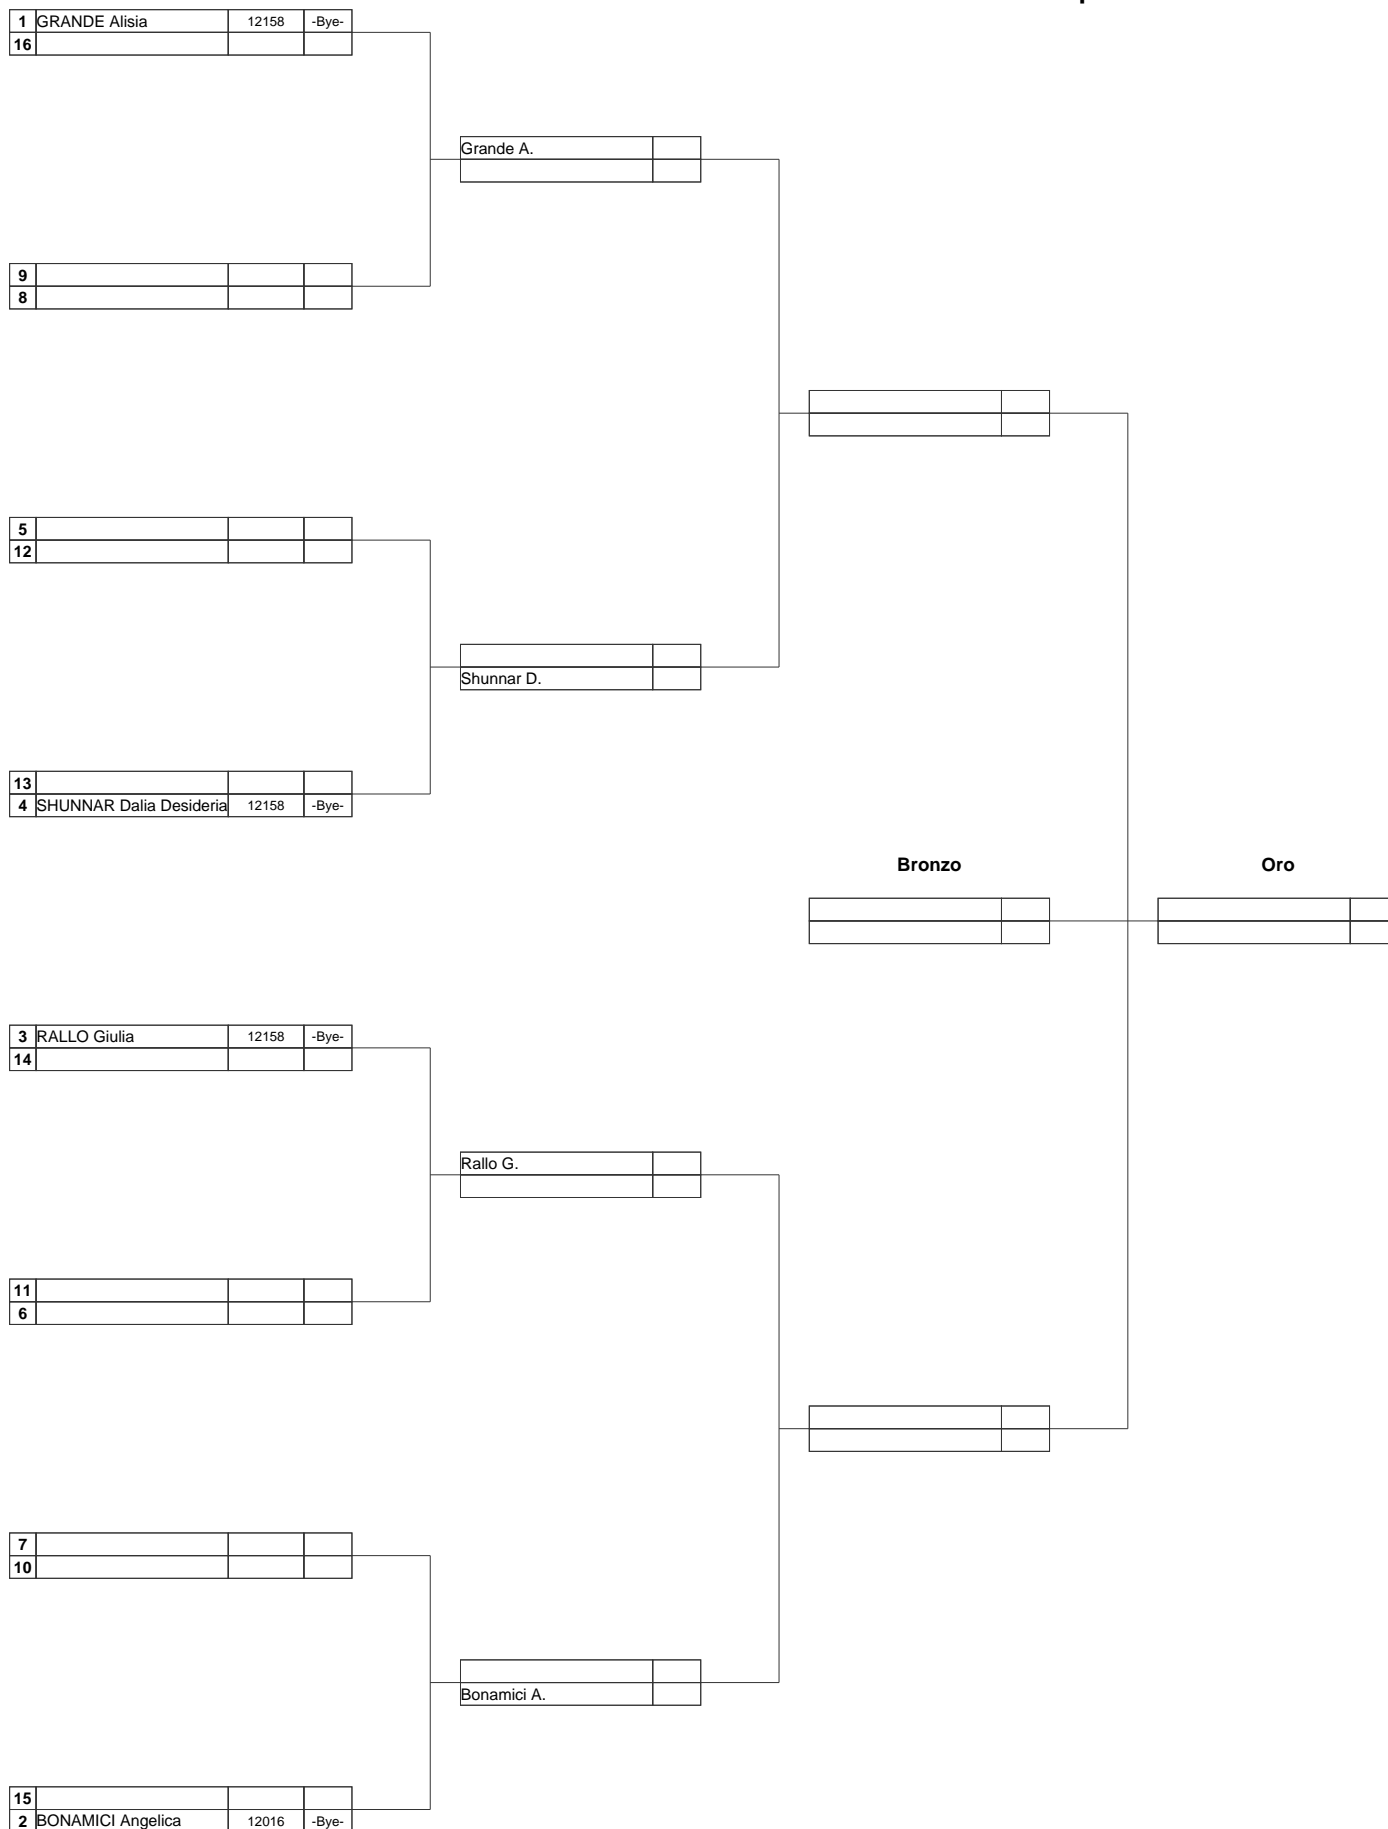 1 GRANDE Alisia 12158 -Bye-
16
Grande A.
9
8
5
12
Shunnar D.
13
4 SHUNNAR Dalia Desideria 12158 -Bye-
Bronzo Oro
3 RALLO Giulia 12158 -Bye-
14
Rallo G.
11
6
7
10
Bonamici A.
15
2 BONAMICI Angelica 12016 -Bye-